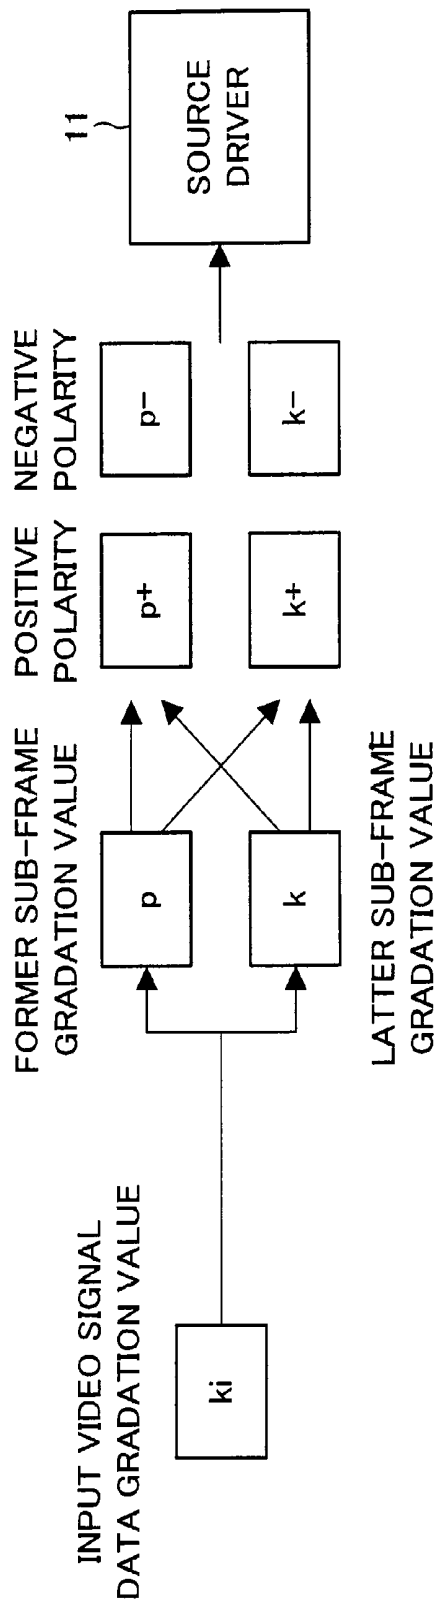 INPUT VIDEO SIGNAL
DATA GRADATION VALUE
ki
FORMER SUB-FRAME
GRADATION VALUE
p
k
LATTER SUB-FRAME
GRADATION VALUE
POSITIVE
POLARITY
p+
k+
NEGATIVE
POLARITY
p−
k−
11
SOURCE
DRIVER